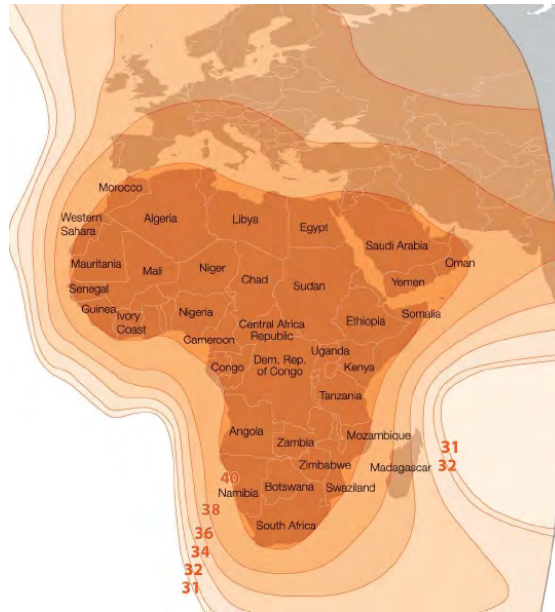 Morocco
Western
Sahara
Algeria
Libya
Egypt
Saudi Arabia
Oman
Mauritania
Mali
Niger
Chad
Sudan
Yemen
Senegal
Guinea
Ivory
Coast
Nigeria
Cameroon
Central Africa
Republic
Ethiopia
Somalia
Congo
Dem. Rep.
of Congo
Uganda
Kenya
Tanzania
Angola
Zambia
Mozambique
Zimbabwe
Madagascar
31
32
40
Namibia
Botswana
Swaziland
38
South Africa
36
34
32
31